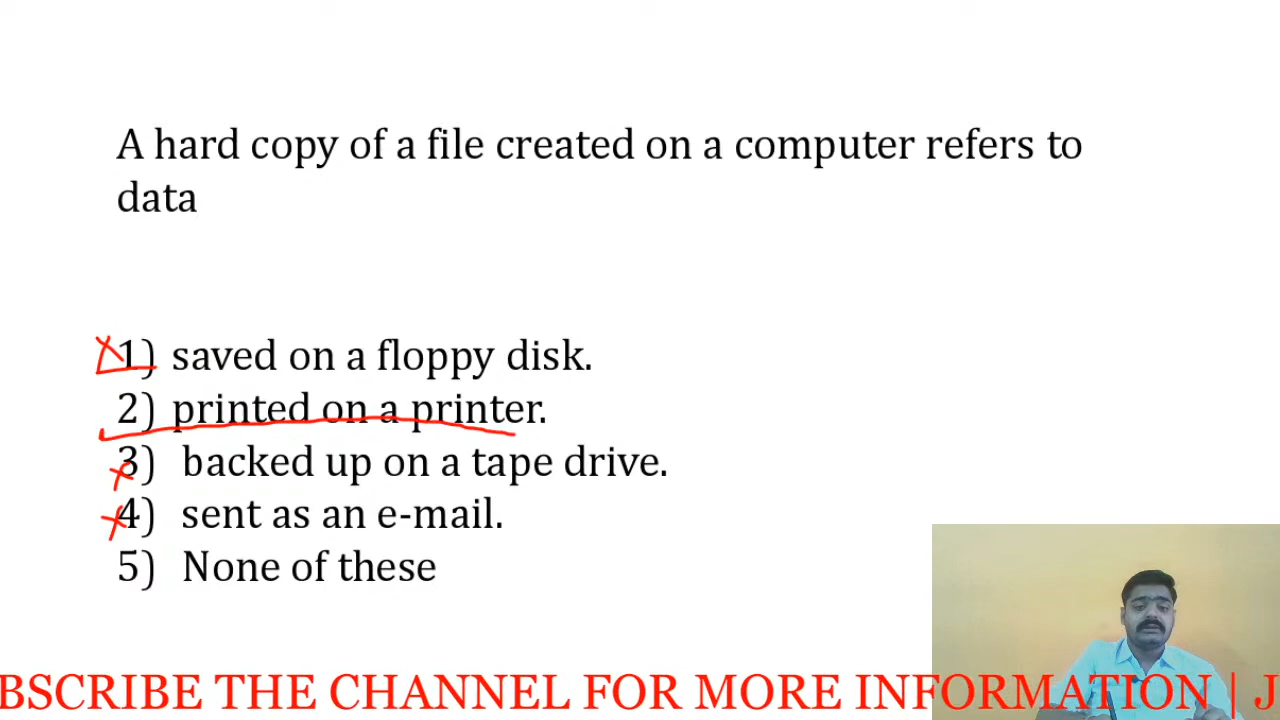 A hard copy of a file created on a computer refers to
data
1) saved on a floppy disk.
2) printed on a printer.
3) backed up on a tape drive.
4) sent as an e-mail.
5) None of these
BSCRIBE THE CHANNEL FOR MORE INFORMATION | J